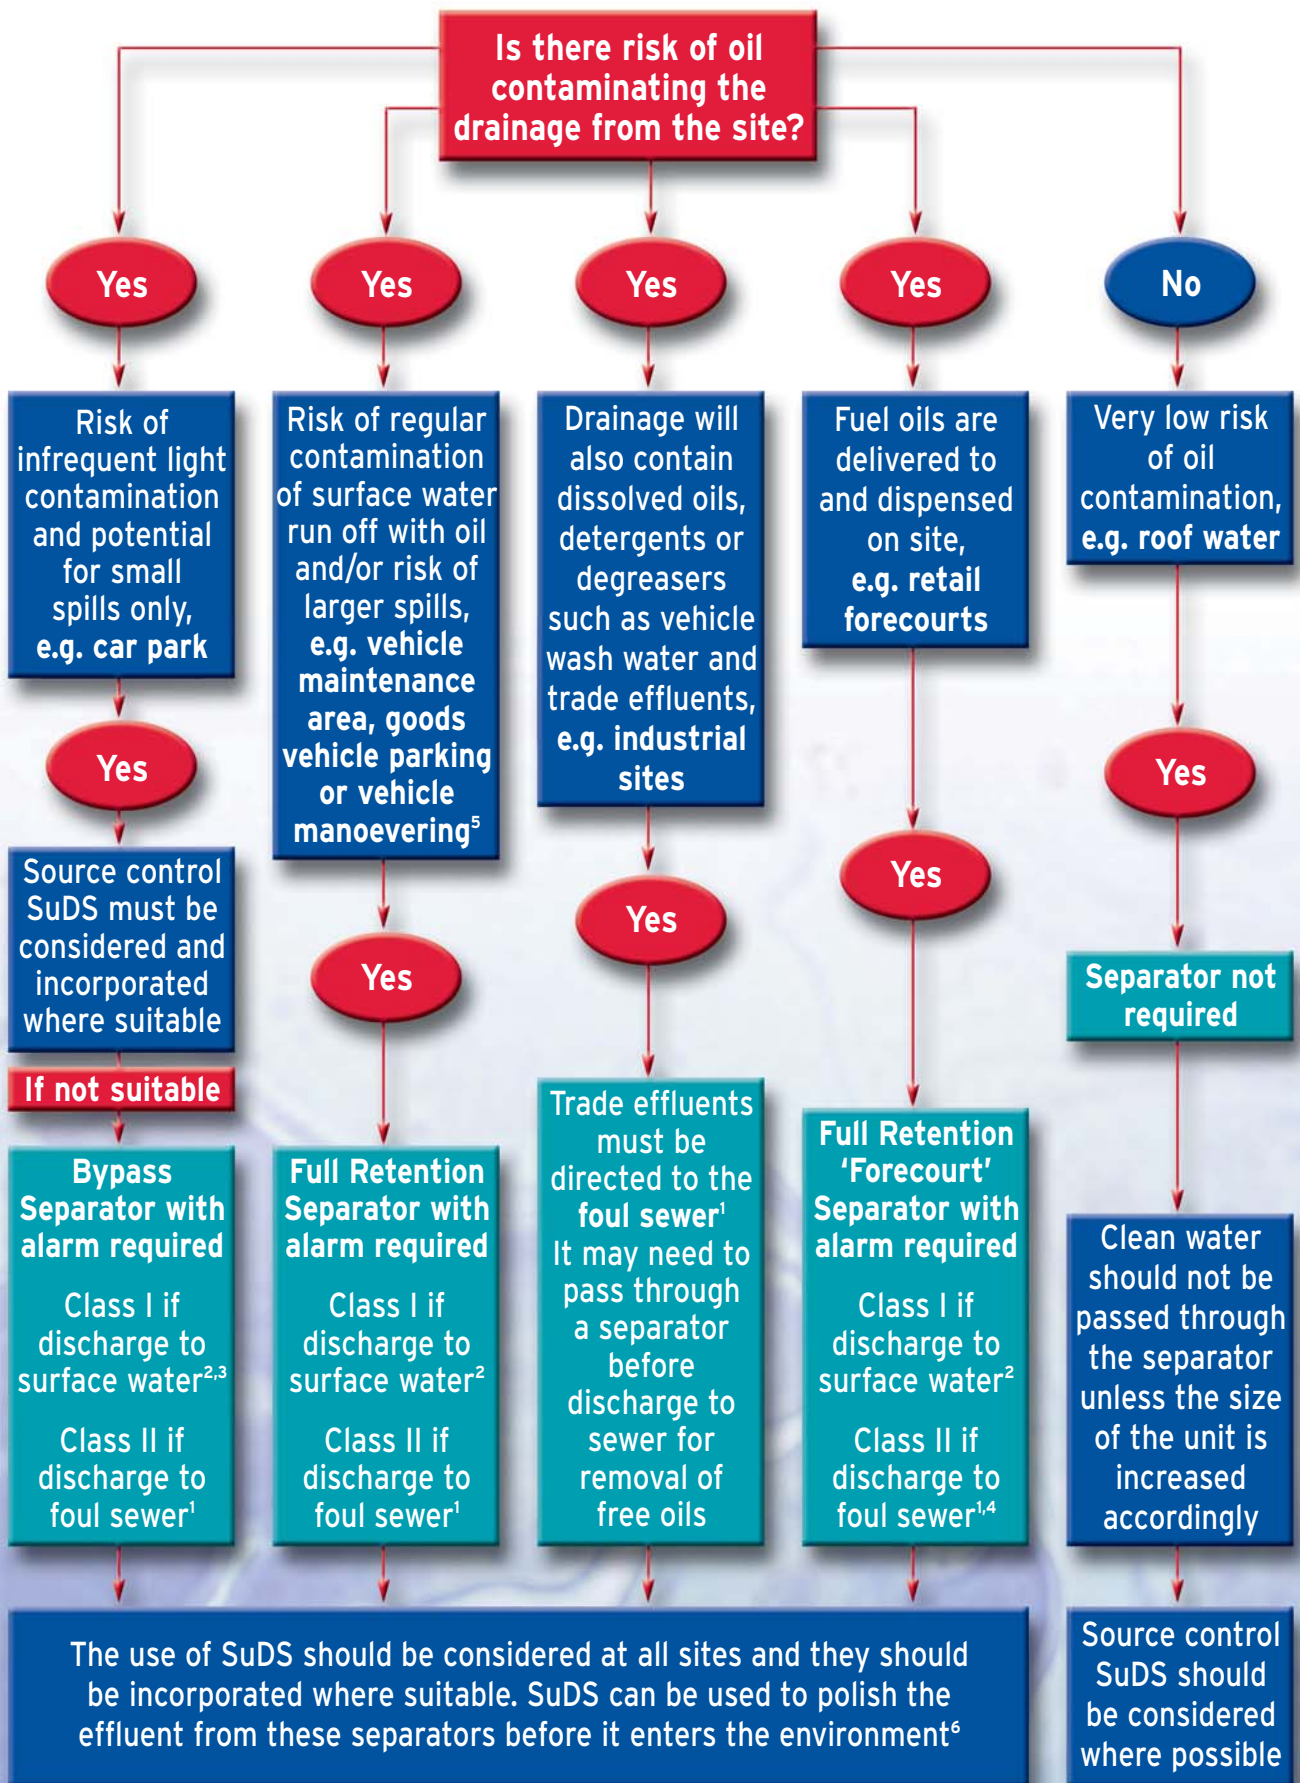 Is there risk of oil
contaminating the
drainage from the site?
Yes
Yes
Yes
Yes
No
Risk of
infrequent light
contamination
and potential
for small
spills only,
e.g. car park
Yes
Source control
SuDS must be
considered and
incorporated
where suitable
If not suitable
Bypass
Separator with
alarm required
Class I if
discharge to
surface water2,3
Class II if
discharge to
foul sewer1
Risk of regular
contamination
of surface water
run off with oil
and/or risk of
larger spills,
e.g. vehicle
maintenance
area, goods
vehicle parking
or vehicle
manoevering5
Yes
Full Retention
Separator with
alarm required
Class I if
discharge to
surface water2
Class II if
discharge to
foul sewer1
Drainage will
also contain
dissolved oils,
detergents or
degreasers
such as vehicle
wash water and
trade effluents,
e.g. industrial
sites
Yes
Trade effluents
must be
directed to the
foul sewer1
It may need to
pass through
a separator
before
discharge to
sewer for
removal of
free oils
Fuel oils are
delivered to
and dispensed
on site,
e.g. retail
forecourts
Yes
Full Retention
'Forecourt'
Separator with
alarm required
Class I if
discharge to
surface water2
Class II if
discharge to
foul sewer1,4
Very low risk
of oil
contamination,
e.g. roof water
Yes
Separator not
required
Clean water
should not be
passed through
the separator
unless the size
of the unit is
increased
accordingly
The use of SuDS should be considered at all sites and they should
be incorporated where suitable. SuDS can be used to polish the
effluent from these separators before it enters the environment6
Source control
SuDS should
be considered
where possible